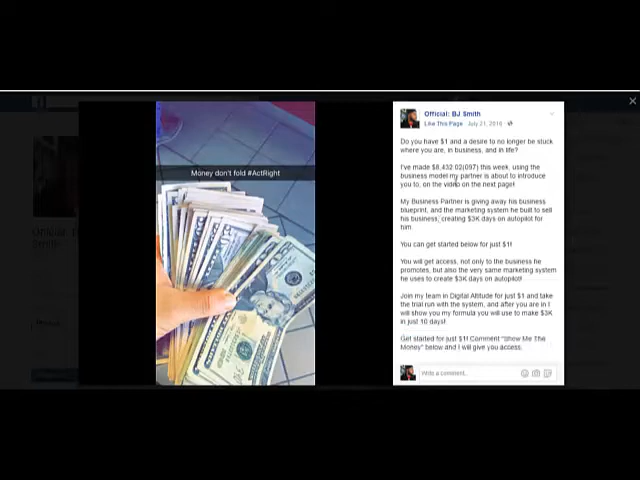 Official: BJ Smith
Like This Page · July 21, 2016 ·
Money don't fold #ActRight
Do you have $1 and a desire to no longer be stuck
where you are, in business, and in life?
I've made $8,432.02(097) this week, using the
business model my partner is about to introduce
you to, on the video on the next page!
My Business Partner is giving away his business
blueprint, and the marketing system he built to sell
his business, creating $3K days on autopilot for
him
You can get started below for just $1!
You will get access, not only to the business he
promotes, but also the very same marketing system
he uses to create $3K days on autopilot!
Join my team in Digital Altitude for just $1 and take
the trial run with the system, and after you are in I
will show you my formula you will use to make $3K
in just 10 days!
Get started for just $1! Comment "Show Me The
Money" below and I will give you access.
Write a comment...